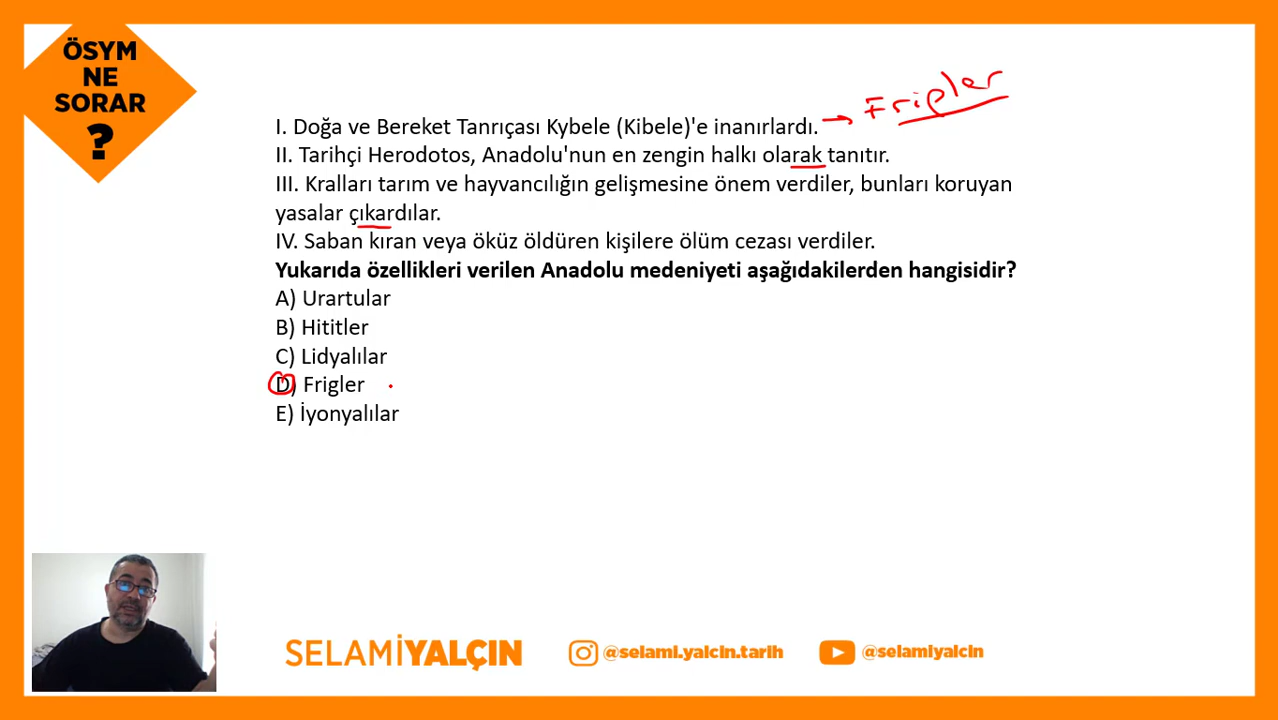 ÖSYM
NE
SORAR
?
Frigler
I. Doğa ve Bereket Tanrıçası Kybele (Kibele)'e inanırlardı.
II. Tarihçi Herodotos, Anadolu'nun en zengin halkı olarak tanıtır.
III. Kralları tarım ve hayvancılığın gelişmesine önem verdiler, bunları koruyan
yasalar çıkardılar.
IV. Saban kıran veya öküz öldüren kişilere ölüm cezası verdiler.
Yukarıda özellikleri verilen Anadolu medeniyeti aşağıdakilerden hangisidir?
A) Urartular
B) Hititler
C) Lidyalılar
D) Frigler
E) İyonyalılar
SELAMİYALÇIN
@selami.yalcin.tarih
@selamiyalcin